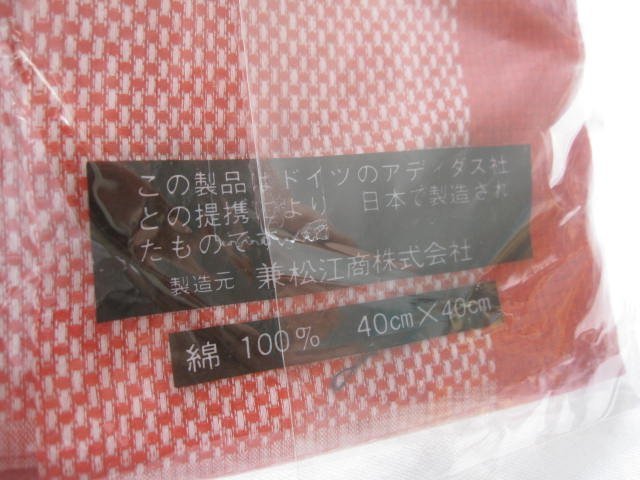 この製品はドイツのアディダス社
との提携により 日本で製造され
たものです
製造元 兼松江商株式会社
綿 100% 40cm×40cm